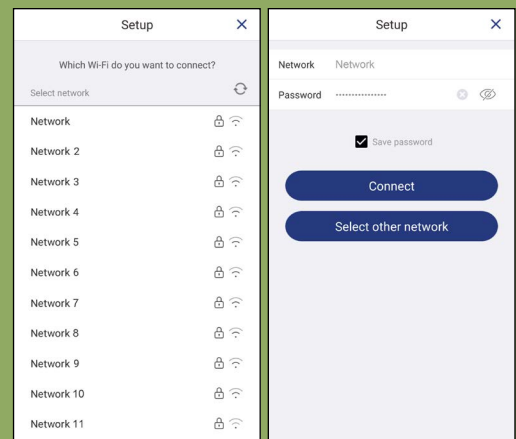 Setup
Which Wi-Fi do you want to connect?
Select network
Network
Network 2
Network 3
Network 4
Network 5
Network 6
Network 7
Network 8
Network 9
Network 10
Network 11
Setup
Network Network
Password ················
Save password
Connect
Select other network